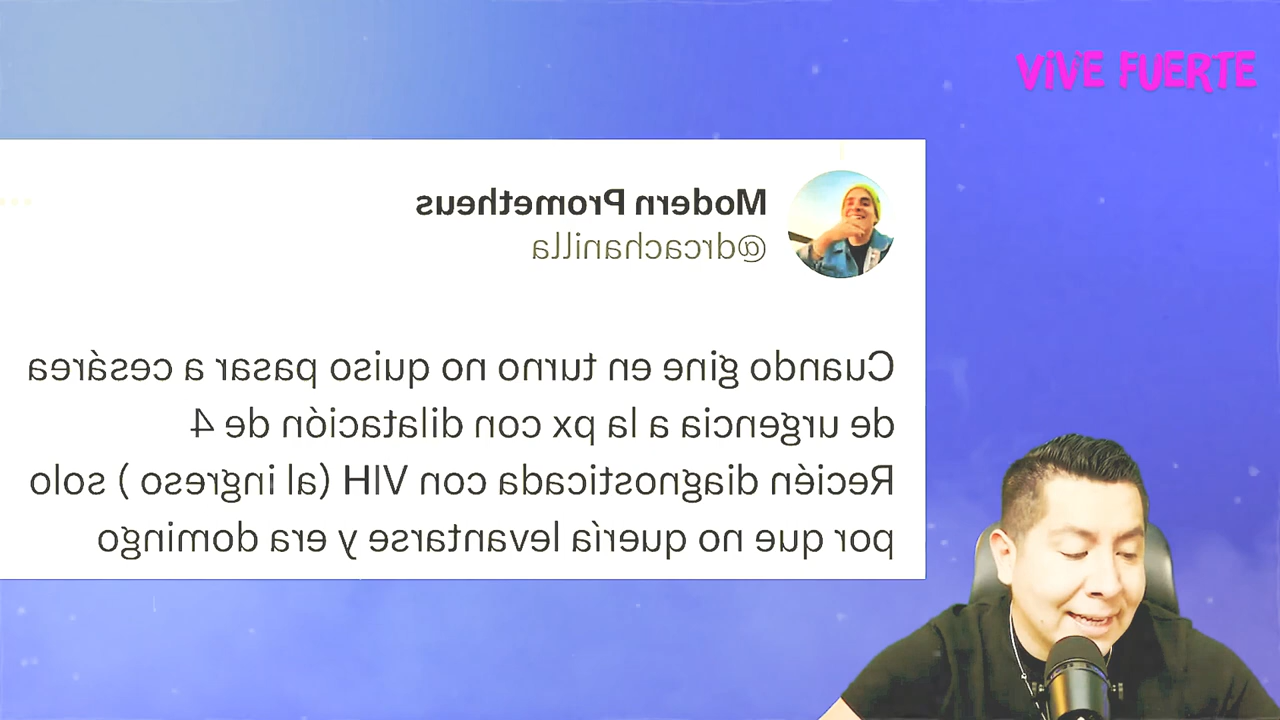 VIVE FUERTE
Modern Prometheus
@drcachanilla
Cuando gine en turno no quiso pasar a cesárea
de urgencia a la px con dilatación de 4
Recién diagnosticada con VIH (al ingreso ) solo
por que no quería levantarse y era domingo